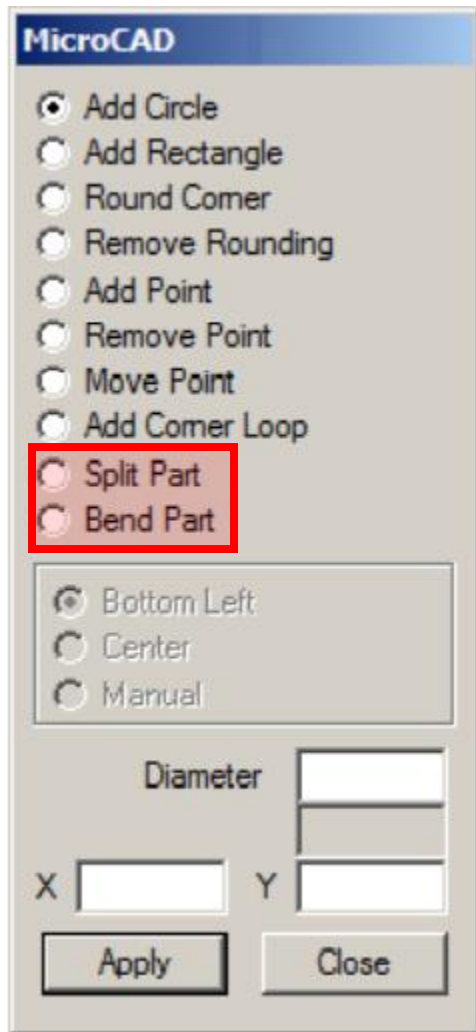 MicroCAD
Add Circle
Add Rectangle
Round Corner
Remove Rounding
Add Point
Remove Point
Move Point
Add Corner Loop
Split Part
Bend Part
Bottom Left
Center
Manual
Diameter
X Y
Apply Close